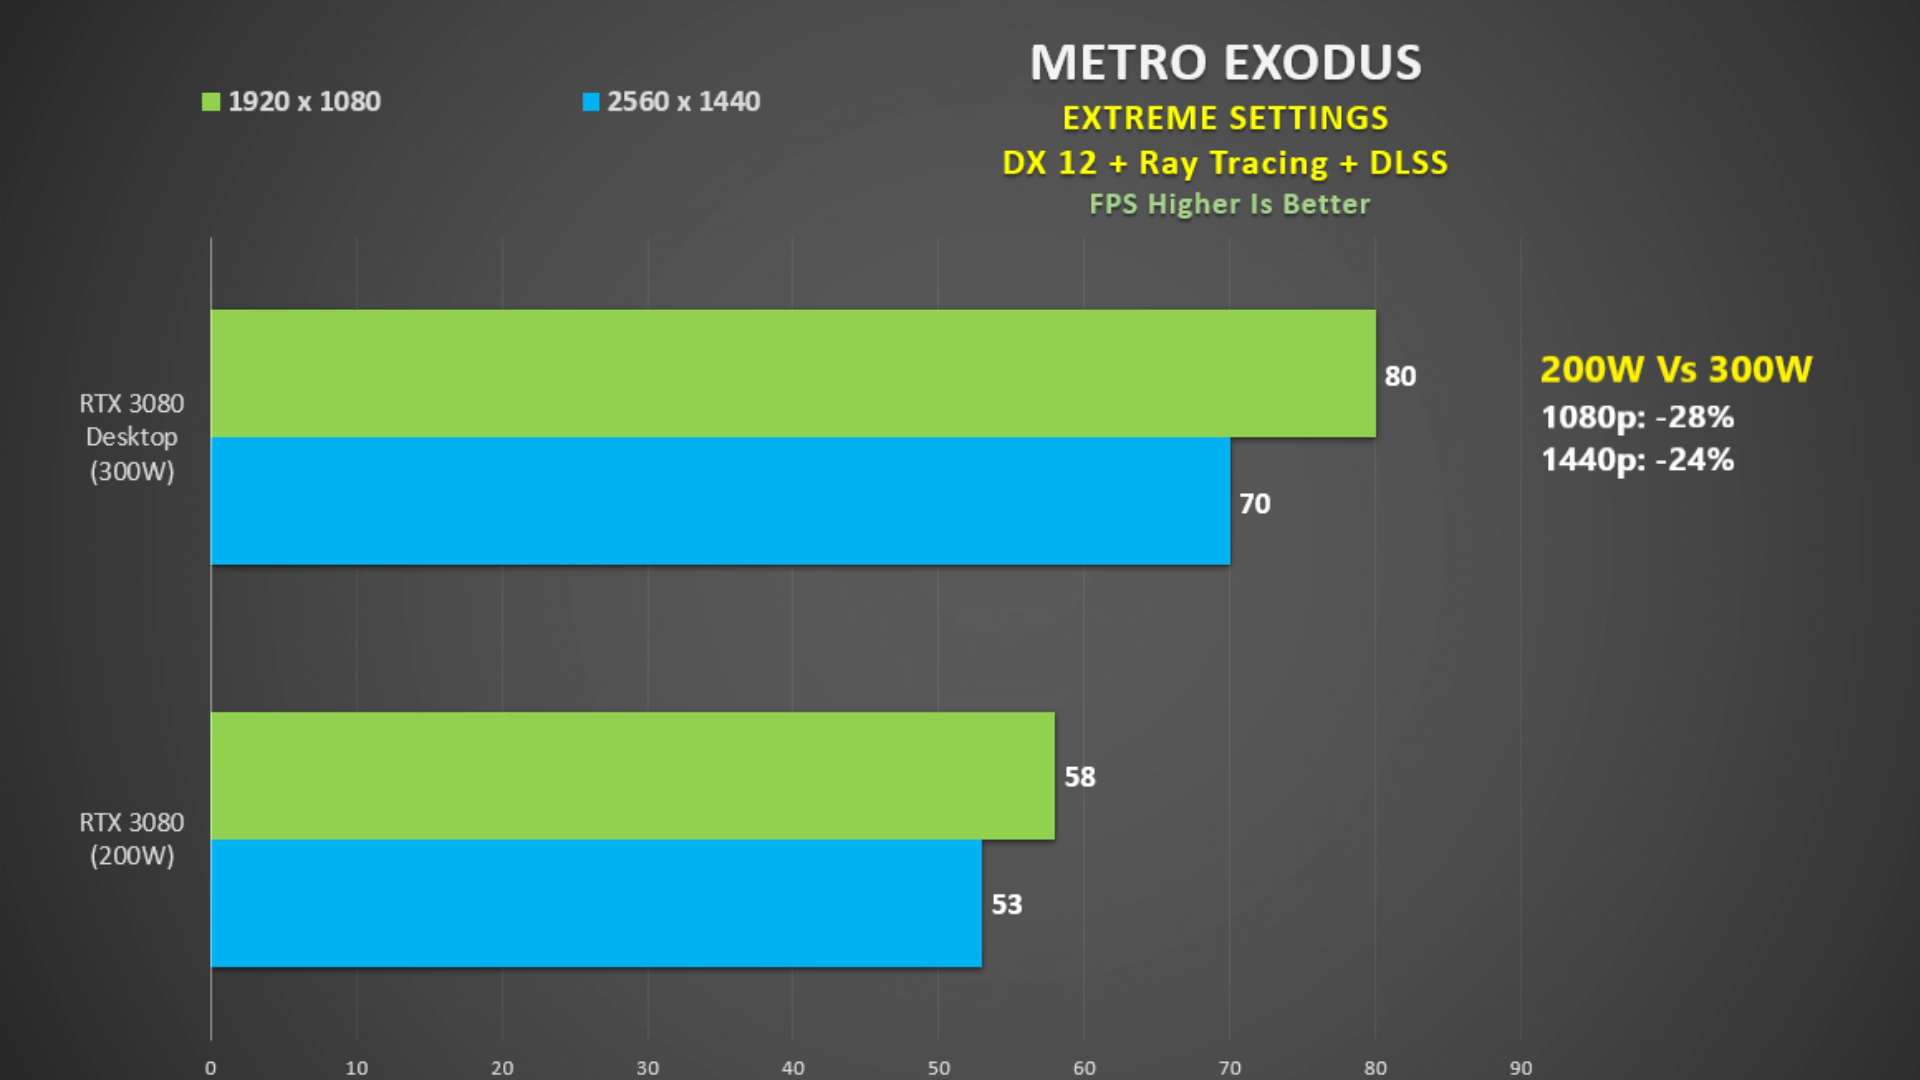 METRO EXODUS
EXTREME SETTINGS
DX 12 + Ray Tracing + DLSS
FPS Higher Is Better
1920 x 1080
2560 x 1440
RTX 3080
Desktop
(300W)
80
70
200W Vs 300W
1080p: -28%
1440p: -24%
RTX 3080
(200W)
58
53
0 10 20 30 40 50 60 70 80 90